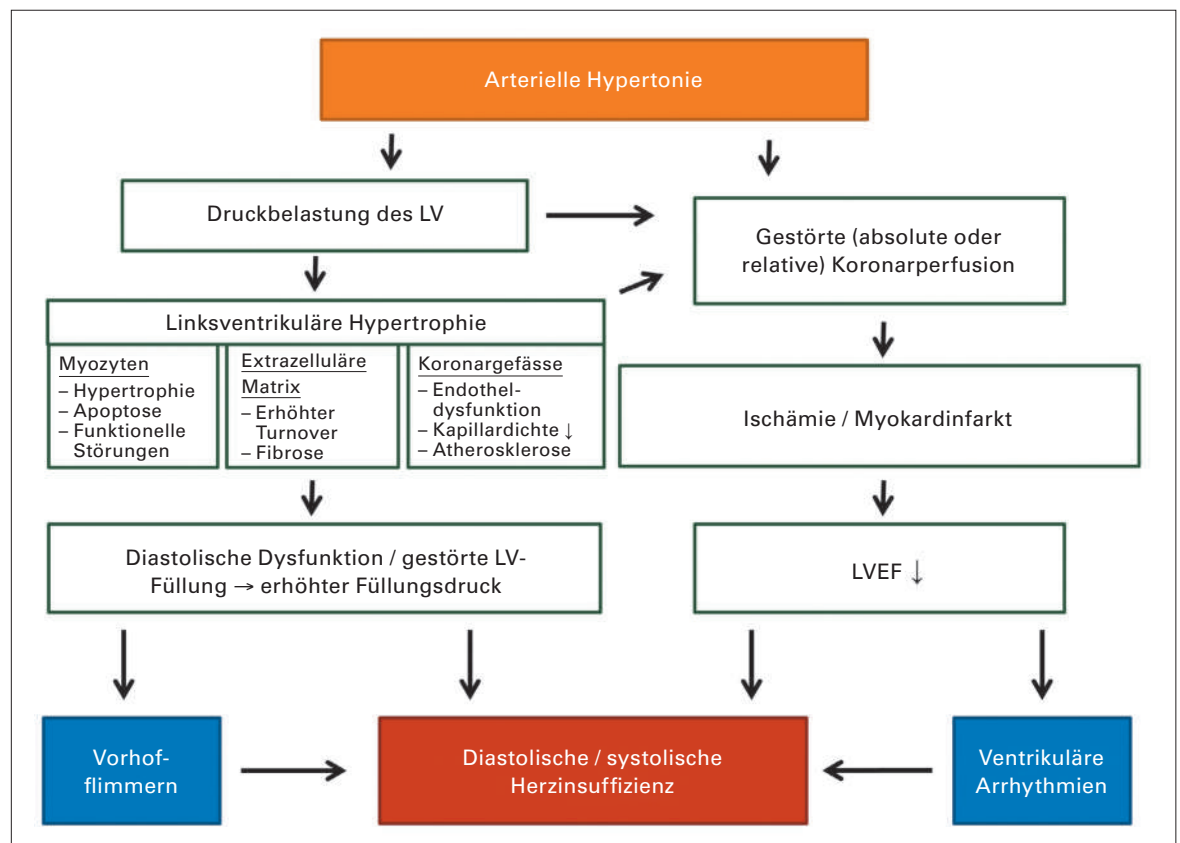 Arterielle Hypertonie
Druckbelastung des LV
Gestörte (absolute oder
relative) Koronarperfusion
Linksventrikuläre Hypertrophie
Myozyten
– Hypertrophie
– Apoptose
– Funktionelle
Störungen
Extrazelluläre
Matrix
– Erhöhter
Turnover
– Fibrose
Koronargefässe
– Endothel-
dysfunktion
– Kapillardichte ↓
– Atherosklerose
Ischämie / Myokardinfarkt
Diastolische Dysfunktion / gestörte LV-
Füllung → erhöhter Füllungsdruck
LVEF ↓
Vorhof-
flimmern
Diastolische / systolische
Herzinsuffizienz
Ventrikuläre
Arrhythmien